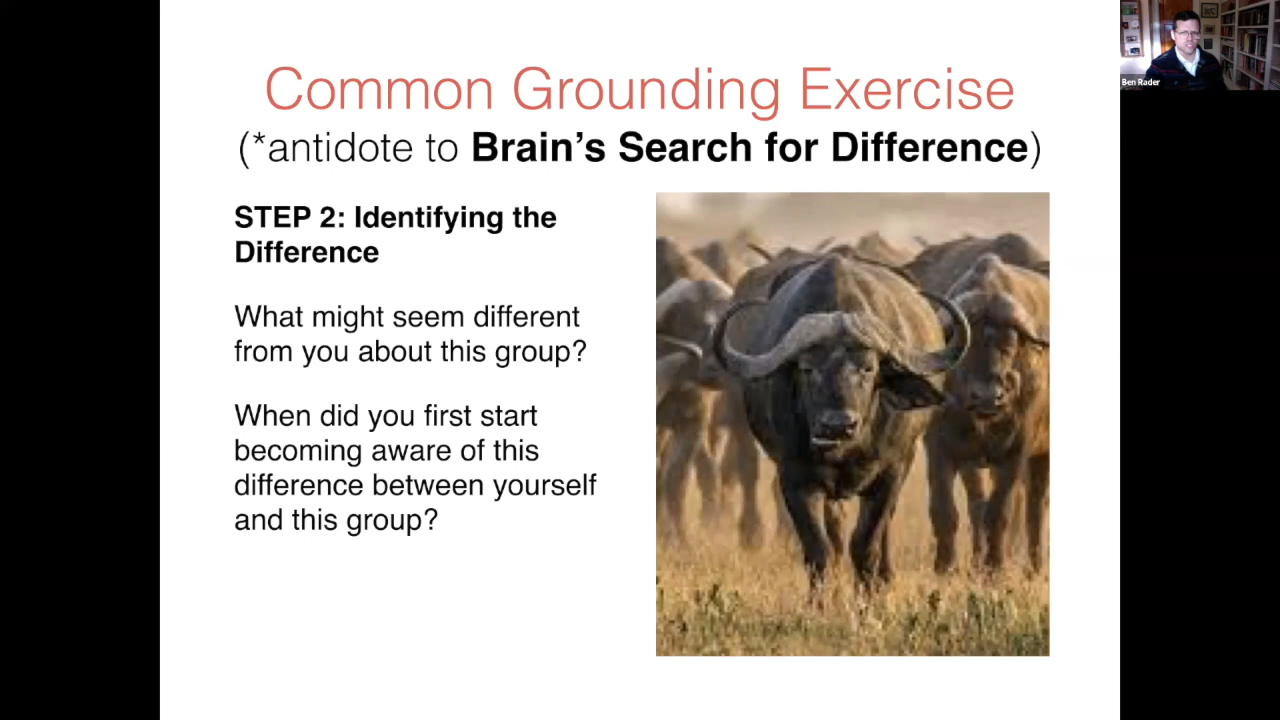 Common Grounding Exercise
(*antidote to Brain's Search for Difference)
STEP 2: Identifying the
Difference
What might seem different
from you about this group?
When did you first start
becoming aware of this
difference between yourself
and this group?
Ben Rader